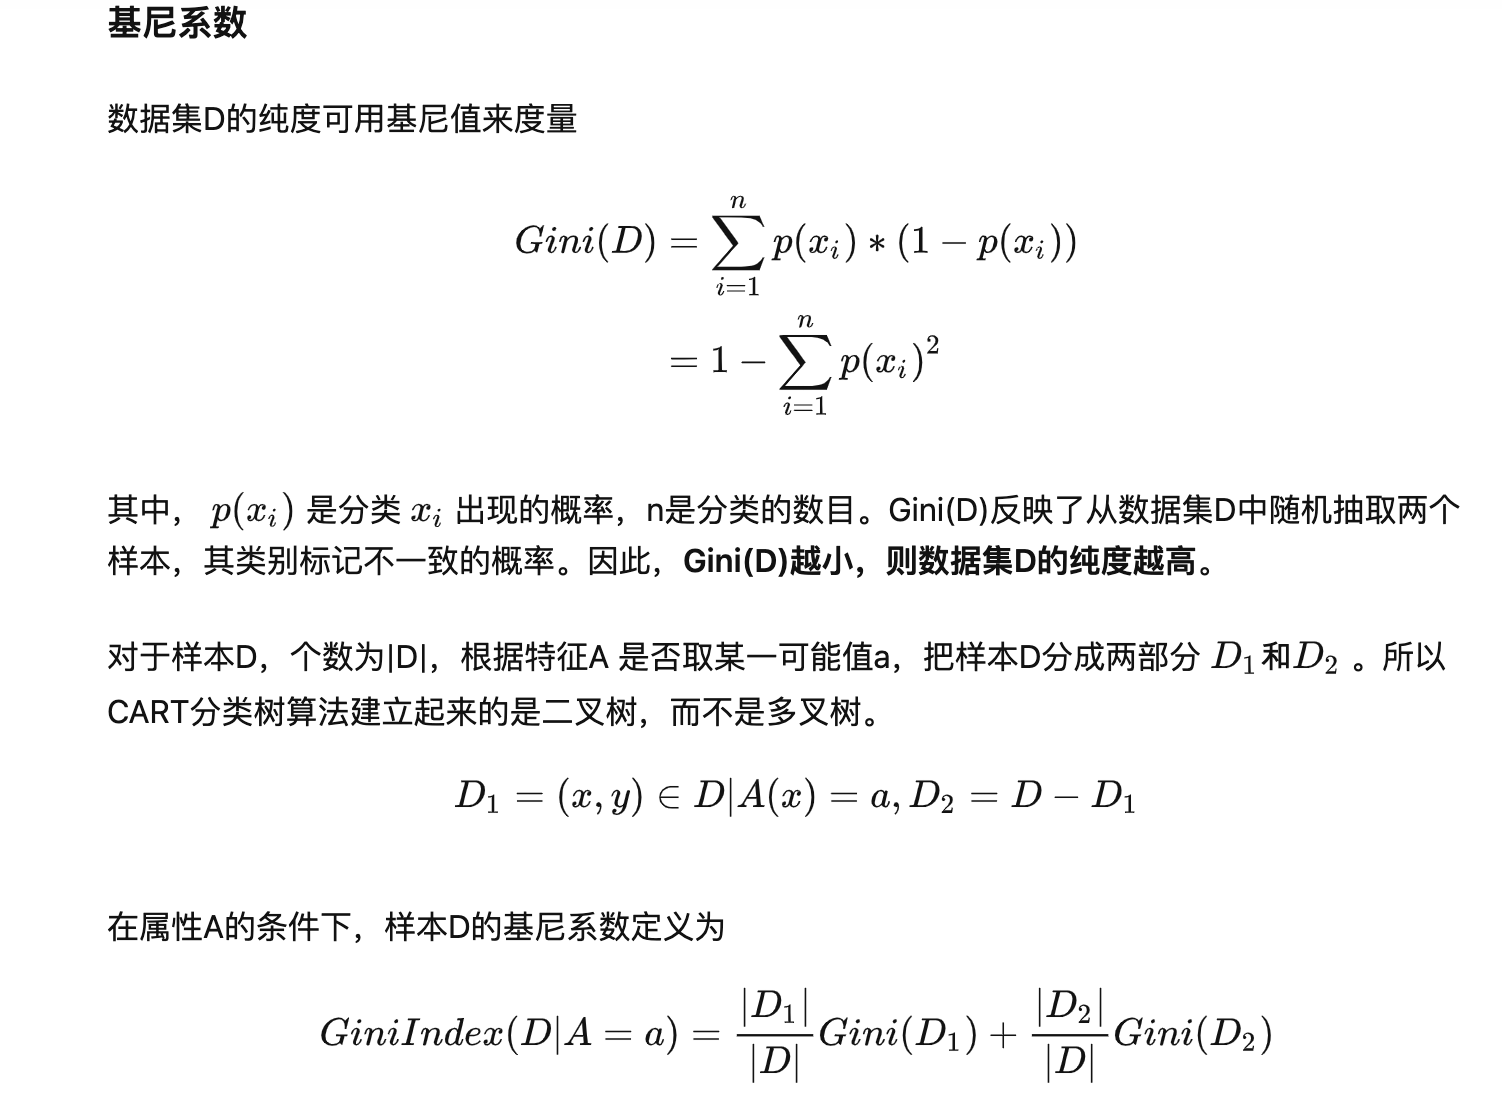 基尼系数
数据集D的纯度可用基尼值来度量
$Gini(D) = \sum_{i=1}^{n} p(x_i) * (1 - p(x_i))$
$= 1 - \sum_{i=1}^{n} p(x_i)^2$
其中， $p(x_i)$ 是分类 $x_i$ 出现的概率，n是分类的数目。Gini(D)反映了从数据集D中随机抽取两个
样本，其类别标记不一致的概率。因此，Gini(D)越小，则数据集D的纯度越高。
对于样本D，个数为|D|，根据特征A 是否取某一可能值a，把样本D分成两部分 $D_1$和$D_2$ 。所以
CART分类树算法建立起来的是二叉树，而不是多叉树。
$D_1 = (x, y) \in D|A(x) = a, D_2 = D - D_1$
在属性A的条件下，样本D的基尼系数定义为
$GiniIndex(D|A = a) = \frac{|D_1|}{|D|}Gini(D_1) + \frac{|D_2|}{|D|}Gini(D_2)$